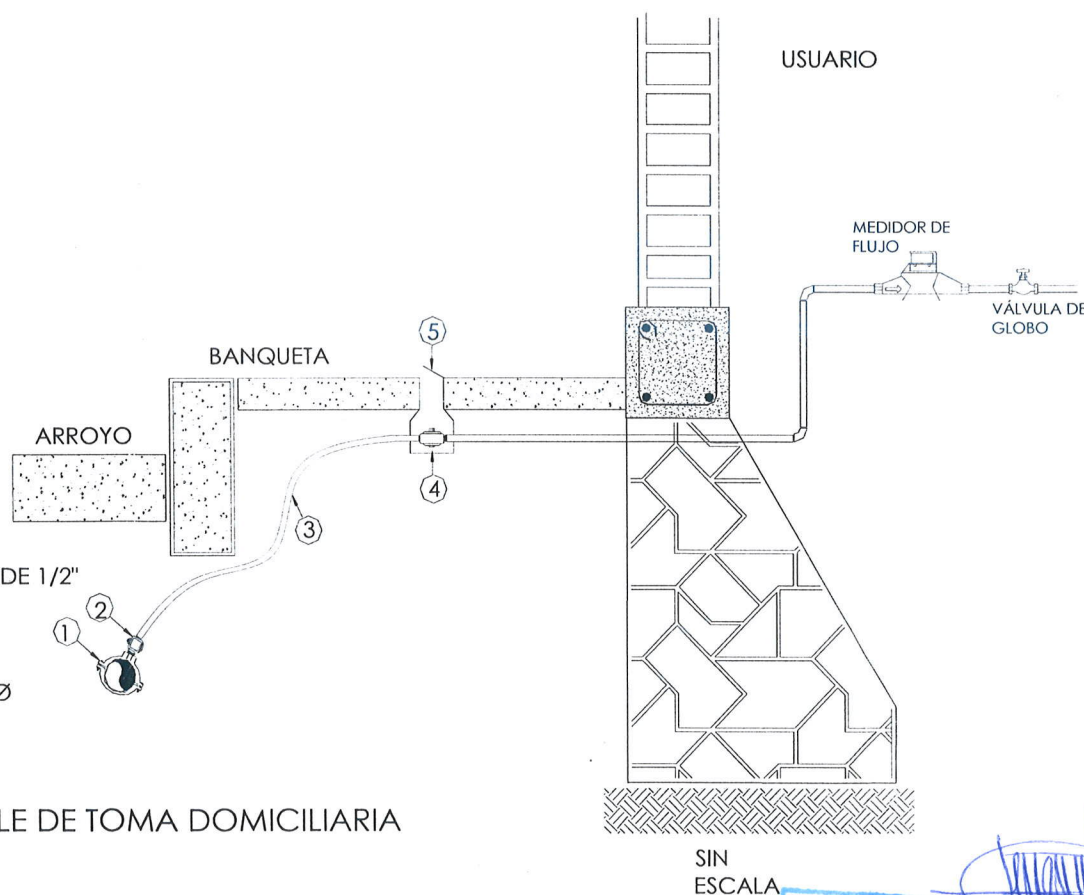 USUARIO
MEDIDOR DE
FLUJO
VÁLVULA DE
GLOBO
5
BANQUETA
ARROYO
4
3
DE 1/2"
2
1
Ø
LE DE TOMA DOMICILIARIA
SIN
ESCALA